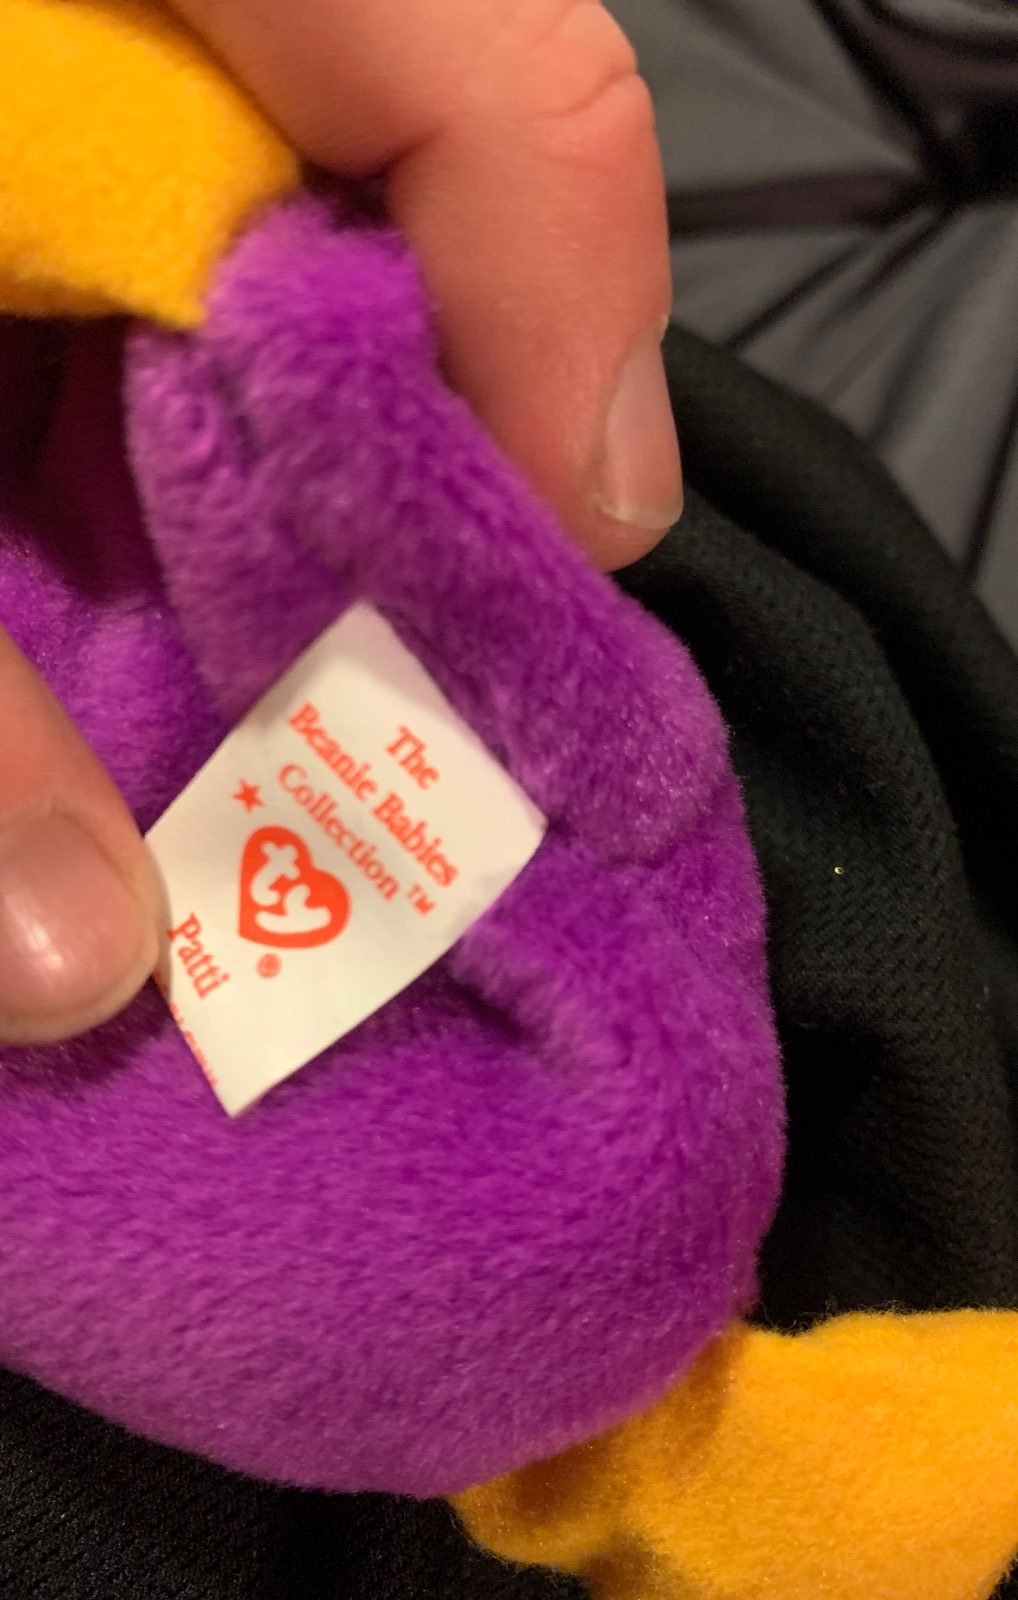 The
Beanie Babies
Collection™
ty®
Patti